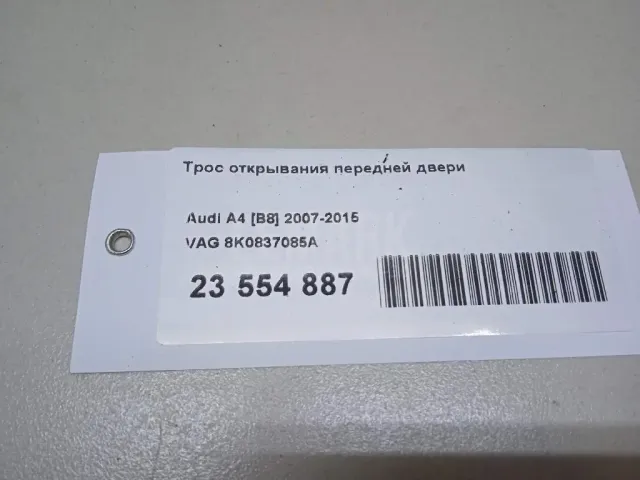 Трос открывания передней двери
Audi A4 [B8] 2007-2015
VAG 8K0837085A
23 554 887